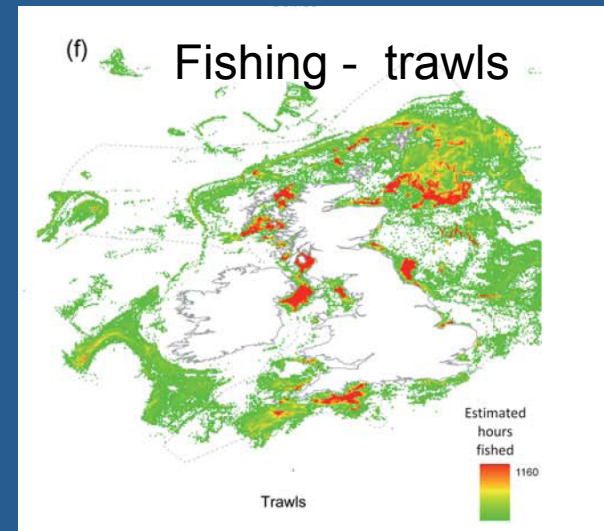 (f)
Fishing - trawls
Estimated
hours
fished
1160
Trawls